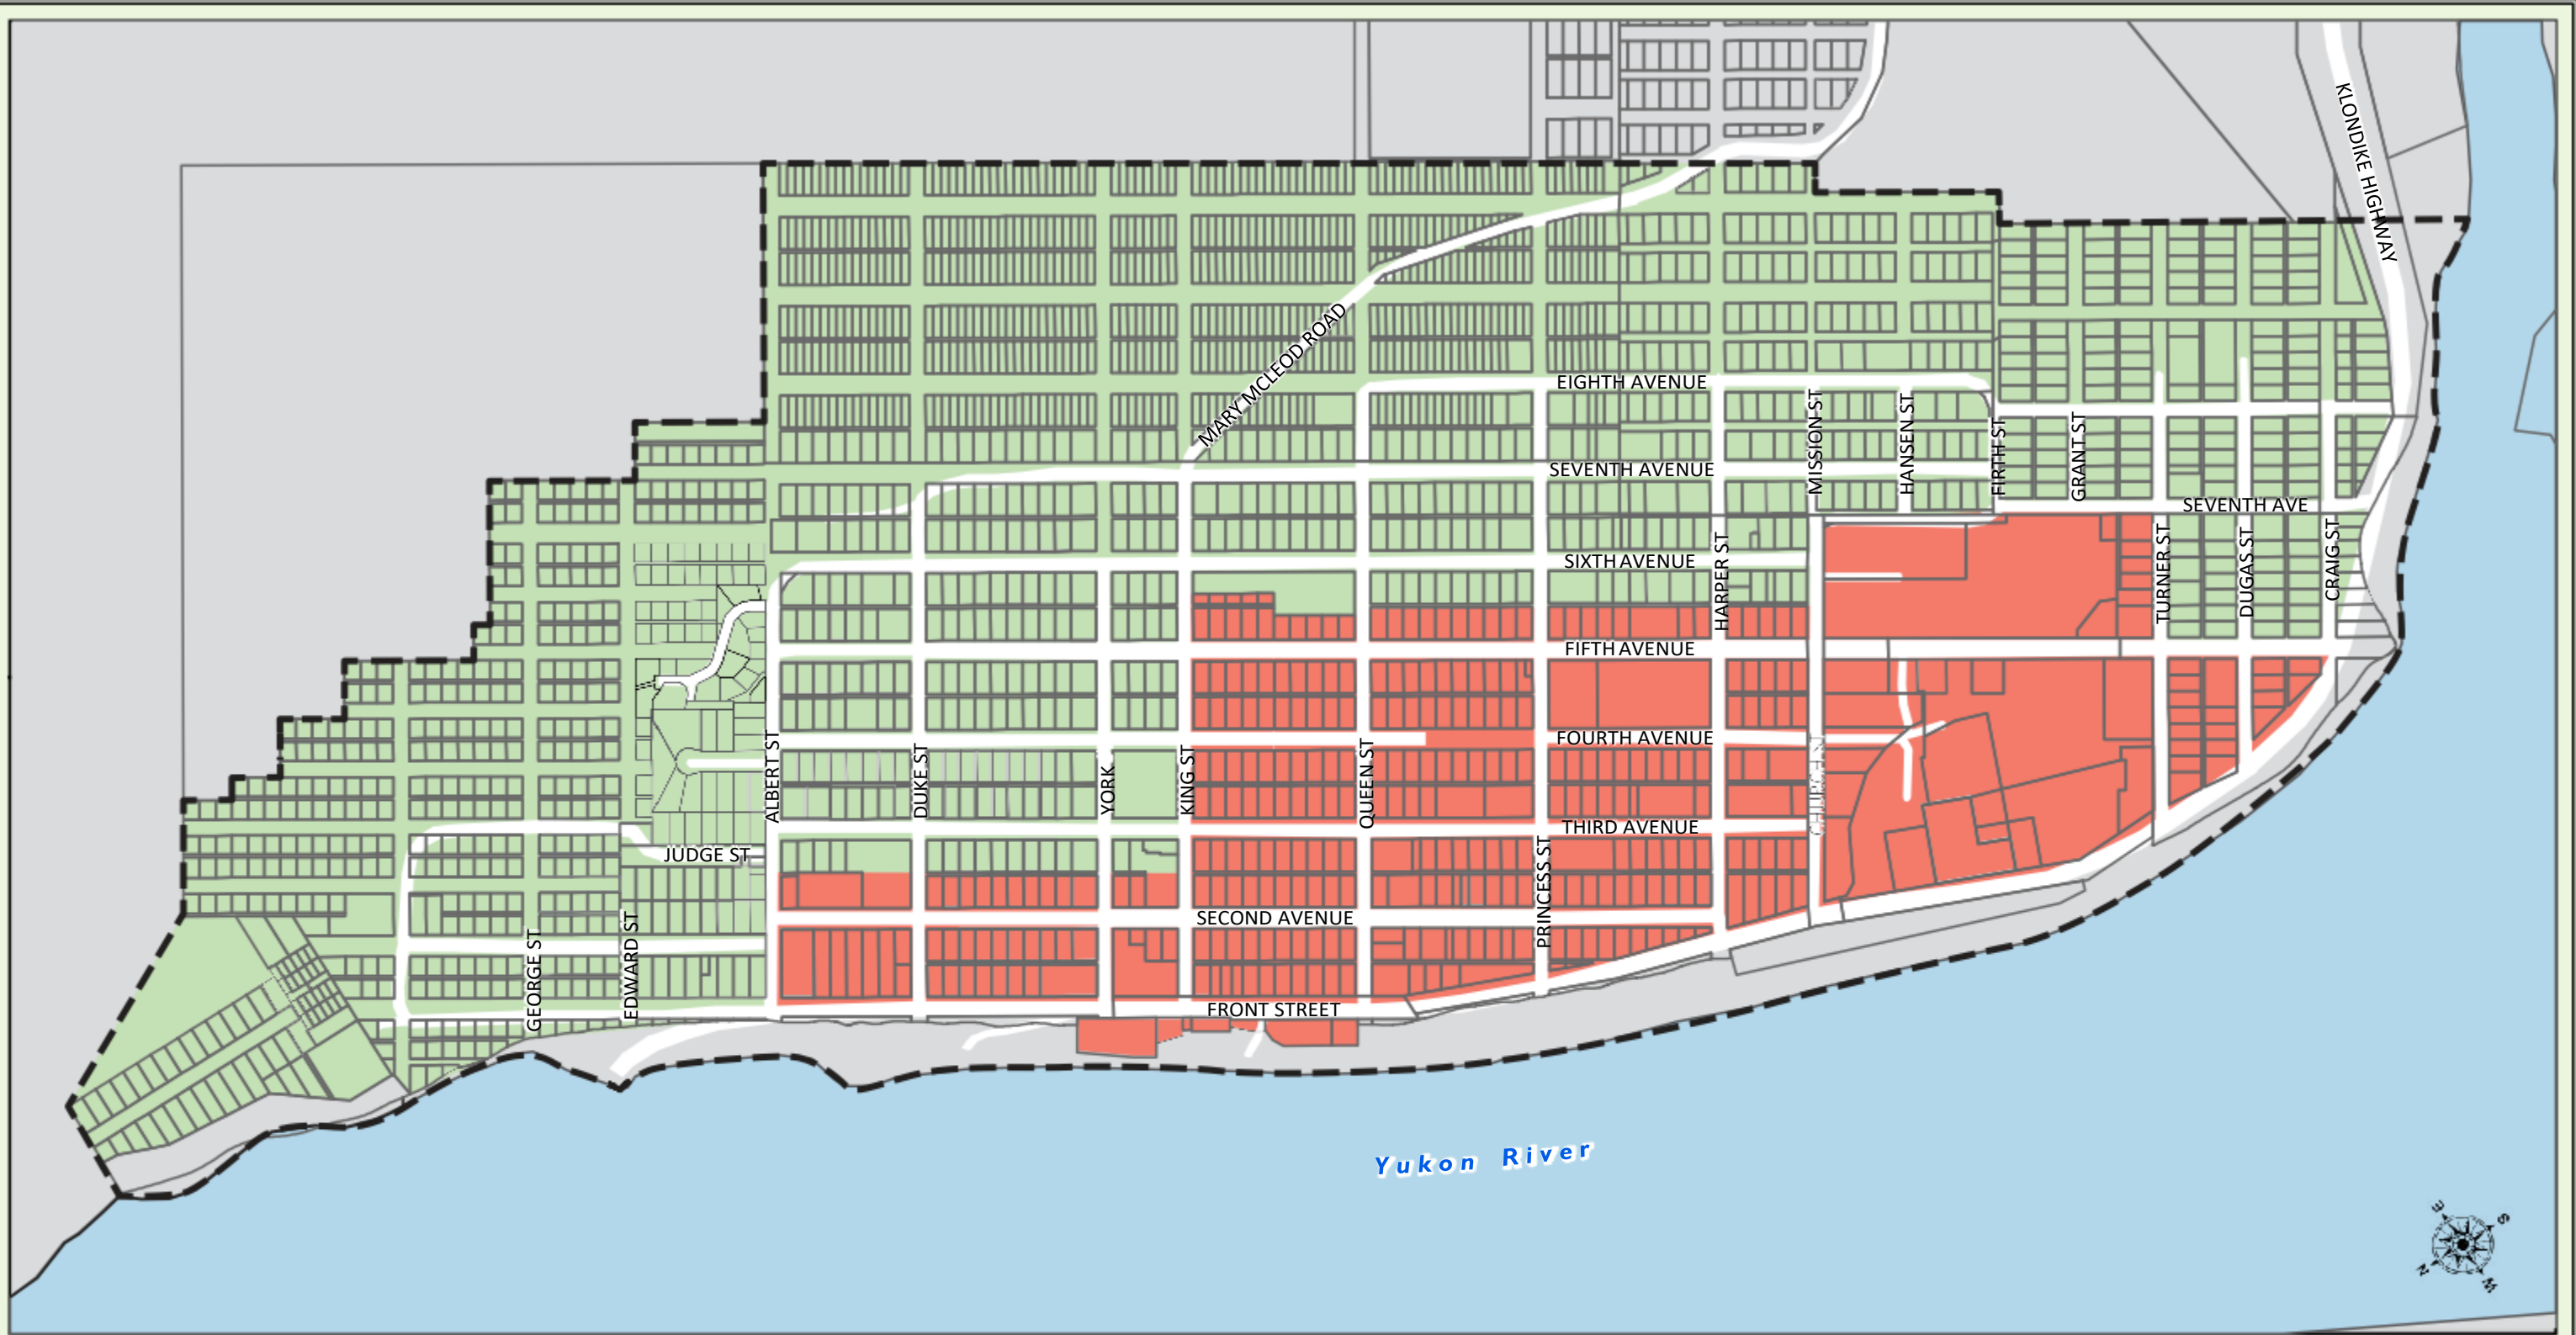 KLONDIKE HIGHWAY
MARY MCLEOD ROAD
EIGHTH AVENUE
MISSION ST
HANSEN ST
FIRTH ST
GRANT ST
SEVENTH AVENUE
SEVENTH AVE
SIXTH AVENUE
HARPER ST
TURNER ST
DUGAS ST
CRAIG ST
FIFTH AVENUE
FOURTH AVENUE
ALBERT ST
DUKE ST
YORK
KING ST
QUEEN ST
THIRD AVENUE
JUDGE ST
PRINCESS ST
SECOND AVENUE
GEORGE ST
EDWARD ST
FRONT STREET
Yukon River
E
S
N
W